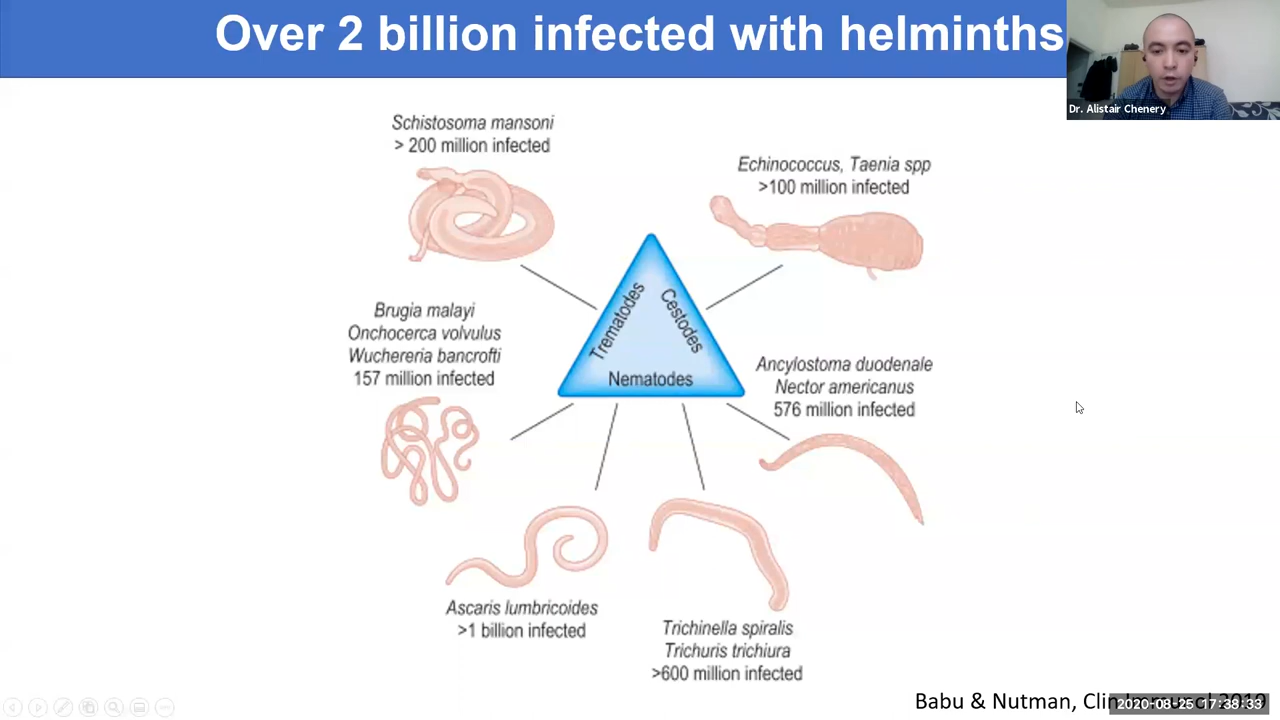 Over 2 billion infected with helminths
Dr. Alistair Chenery
Schistosoma mansoni
> 200 million infected
Echinococcus, Taenia spp
>100 million infected
Trematodes
Cestodes
Nematodes
Brugia malayi
Onchocerca volvulus
Wuchereria bancrofti
157 million infected
Ancylostoma duodenale
Nector americanus
576 million infected
Ascaris lumbricoides
>1 billion infected
Trichinella spiralis
Trichuris trichiura
>600 million infected
Babu & Nutman, Clin Immunol 2019
2020-08-25 17:38:33